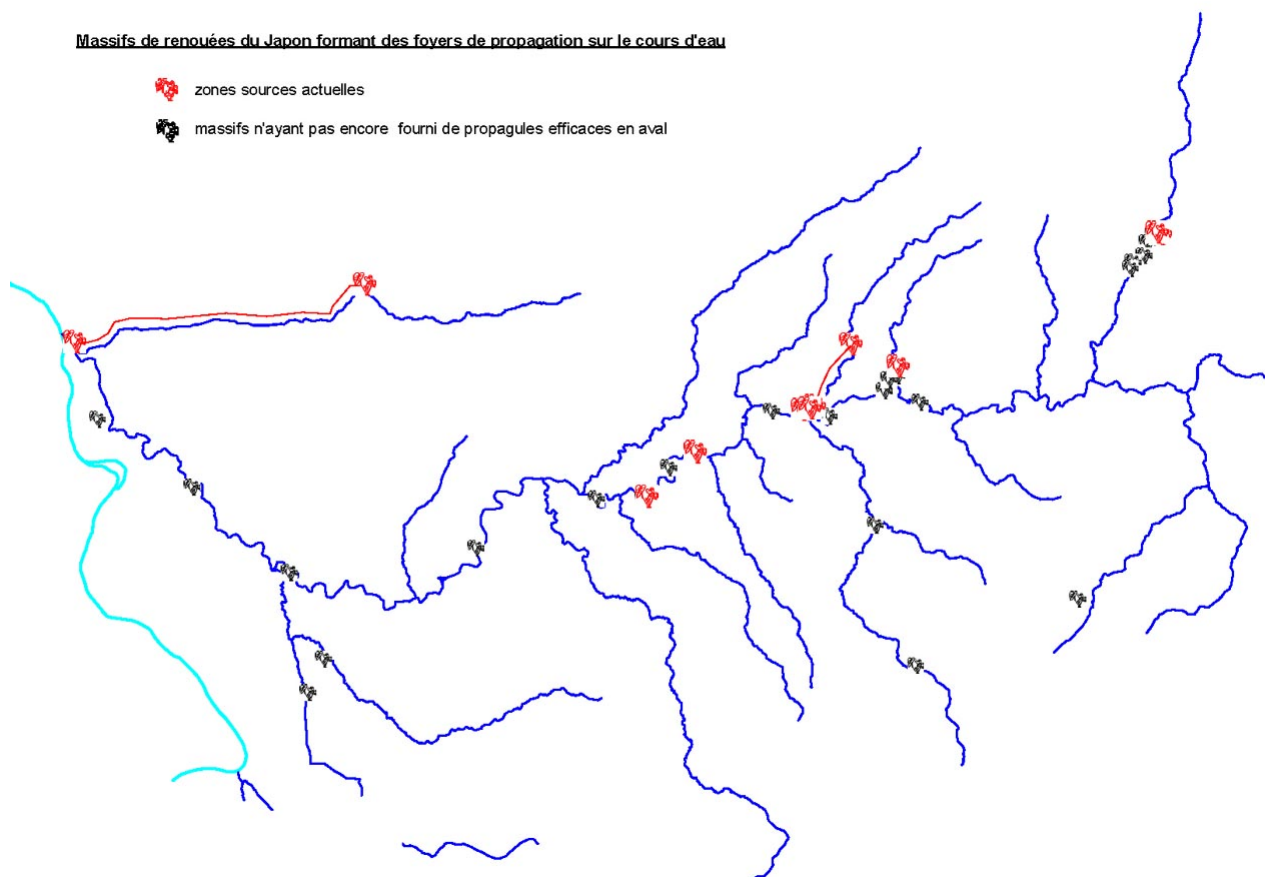 Massifs de renouées du Japon formant des foyers de propagation sur le cours d'eau
zones sources actuelles
massifs n'ayant pas encore fourni de propagules efficaces en aval